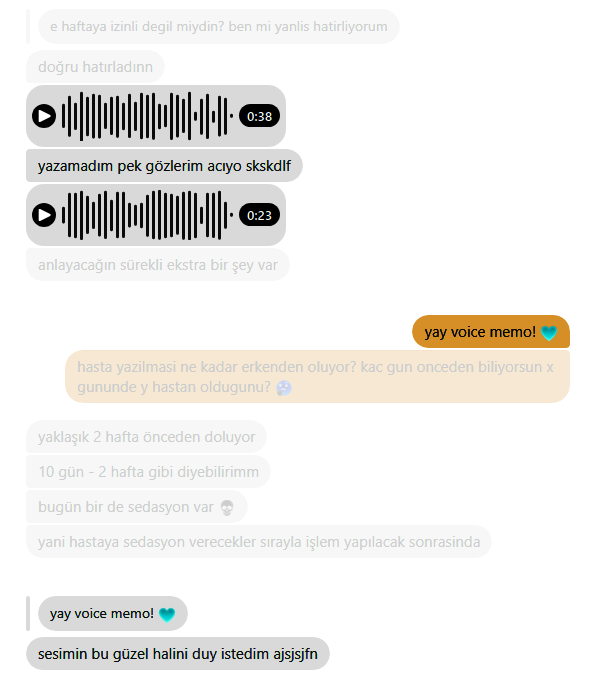 e haftaya izinli degil miydin? ben mi yanlis hatirliyorum
doğru hatırladınn
0:38
yazamadım pek gözlerim acıyo skskdlf
0:23
anlayacağın sürekli ekstra bir şey var
yay voice memo! 🩵
hasta yazilmasi ne kadar erkenden oluyor? kac gun onceden biliyorsun x
gununde y hastan oldugunu? 🤔
yaklaşık 2 hafta önceden doluyor
10 gün - 2 hafta gibi diyebilirimm
bugün bir de sedasyon var 💀
yani hastaya sedasyon verecekler sırayla işlem yapılacak sonrasinda
yay voice memo! 🩵
sesimin bu güzel halini duy istedim ajsjsjfn